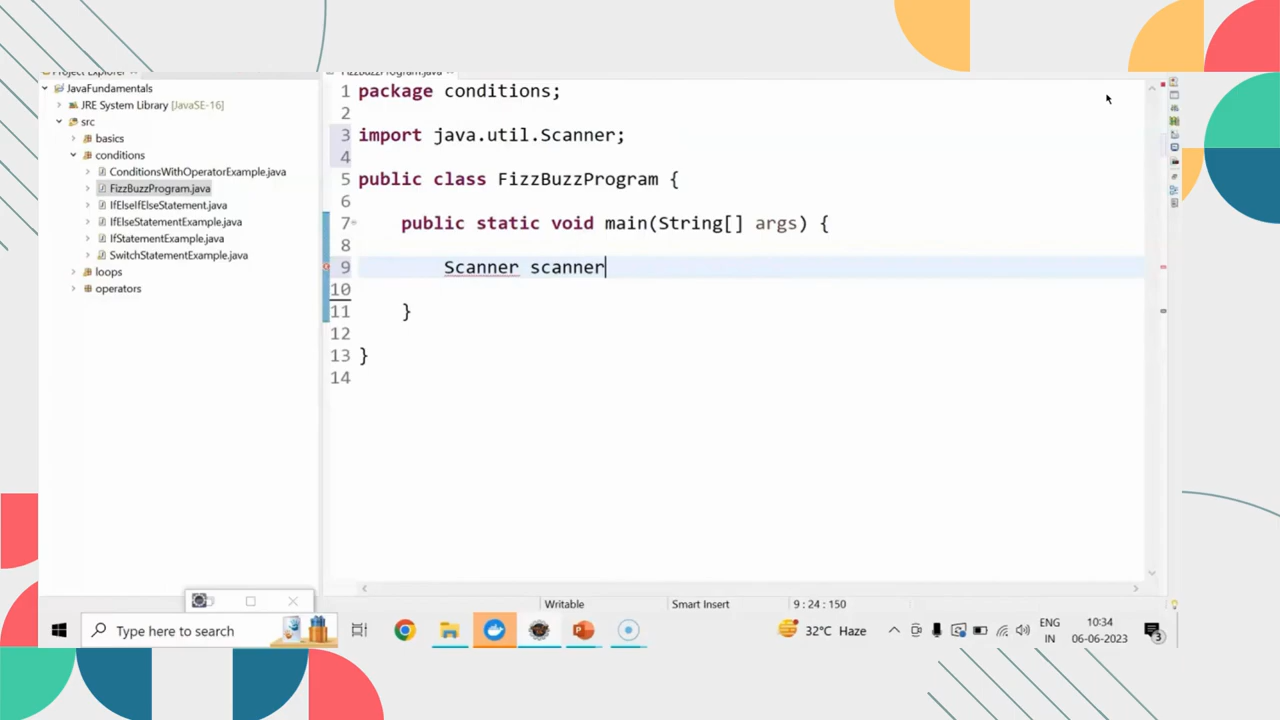 Project Explorer
JavaFundamentals
JRE System Library [JavaSE-16]
src
basics
conditions
ConditionsWithOperatorExample.java
FizzBuzzProgram.java
IfElseIfElseStatement.java
IfElseStatementExample.java
IfStatementExample.java
SwitchStatementExample.java
loops
operators
FizzBuzzProgram.java
1 package conditions;
2
3 import java.util.Scanner;
4
5 public class FizzBuzzProgram {
6
7 public static void main(String[] args) {
8
9 Scanner scanner
10
11 }
12
13 }
14
Writable
Smart Insert
9 : 24 : 150
Type here to search
32°C Haze
ENG
IN
10:34
06-06-2023
3